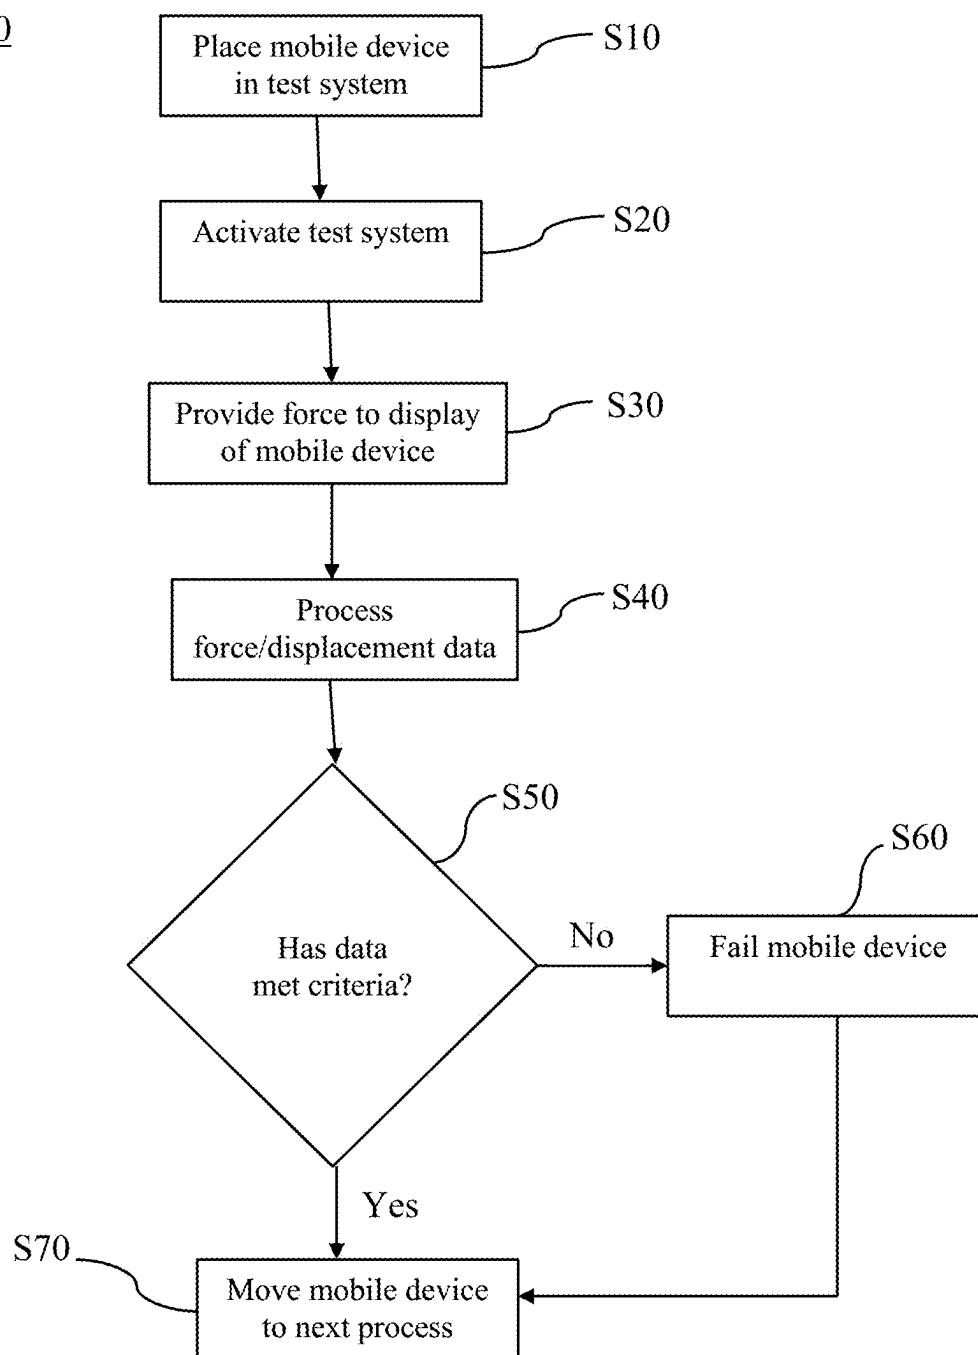 0
Place mobile device
in test system
S10
Activate test system
S20
Provide force to display
of mobile device
S30
Process
force/displacement data
S40
S50
Has data
met criteria?
No
S60
Fail mobile device
Yes
S70
Move mobile device
to next process